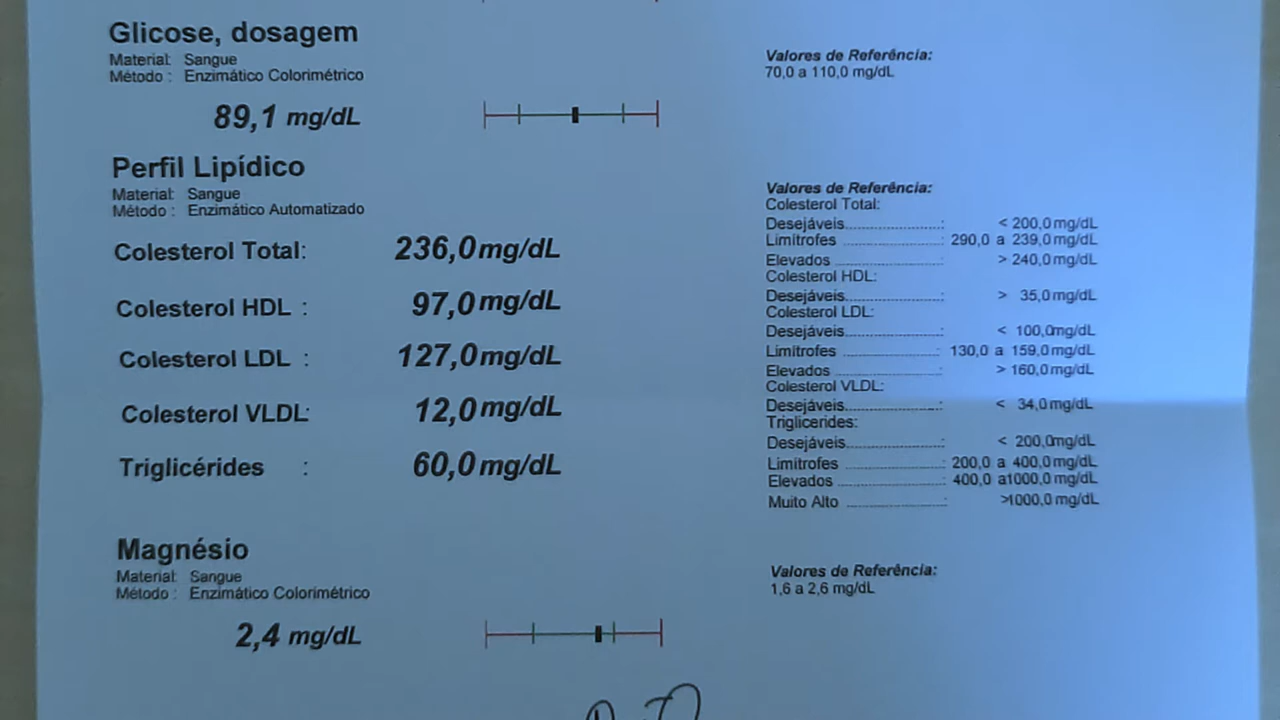 Glicose, dosagem
Material: Sangue
Método : Enzimático Colorimétrico
Valores de Referência:
70,0 a 110,0 mg/dL
89,1 mg/dL
Perfil Lipídico
Material: Sangue
Método : Enzimático Automatizado
Valores de Referência:
Colesterol Total:
Desejáveis..........................: < 200,0 mg/dL
Limítrofes ..........................: 290,0 a 239,0 mg/dL
Elevados ..........................: > 240,0 mg/dL
Colesterol HDL:
Desejáveis..........................: > 35,0 mg/dL
Colesterol LDL:
Desejáveis..........................: < 100,0mg/dL
Limítrofes ..........................: 130,0 a 159,0 mg/dL
Elevados ..........................: > 160,0 mg/dL
Colesterol VLDL:
Desejáveis..........................: < 34,0 mg/dL
Triglicerides:
Desejáveis..........................: < 200,0mg/dL
Limítrofes ..........................: 200,0 a 400,0 mg/dL
Elevados ..........................: 400,0 a1000,0 mg/dL
Muito Alto ..........................: >1000,0 mg/dL
Colesterol Total: 236,0 mg/dL
Colesterol HDL : 97,0 mg/dL
Colesterol LDL : 127,0 mg/dL
Colesterol VLDL: 12,0 mg/dL
Triglicérides : 60,0 mg/dL
Magnésio
Material: Sangue
Método : Enzimático Colorimétrico
Valores de Referência:
1,6 a 2,6 mg/dL
2,4 mg/dL